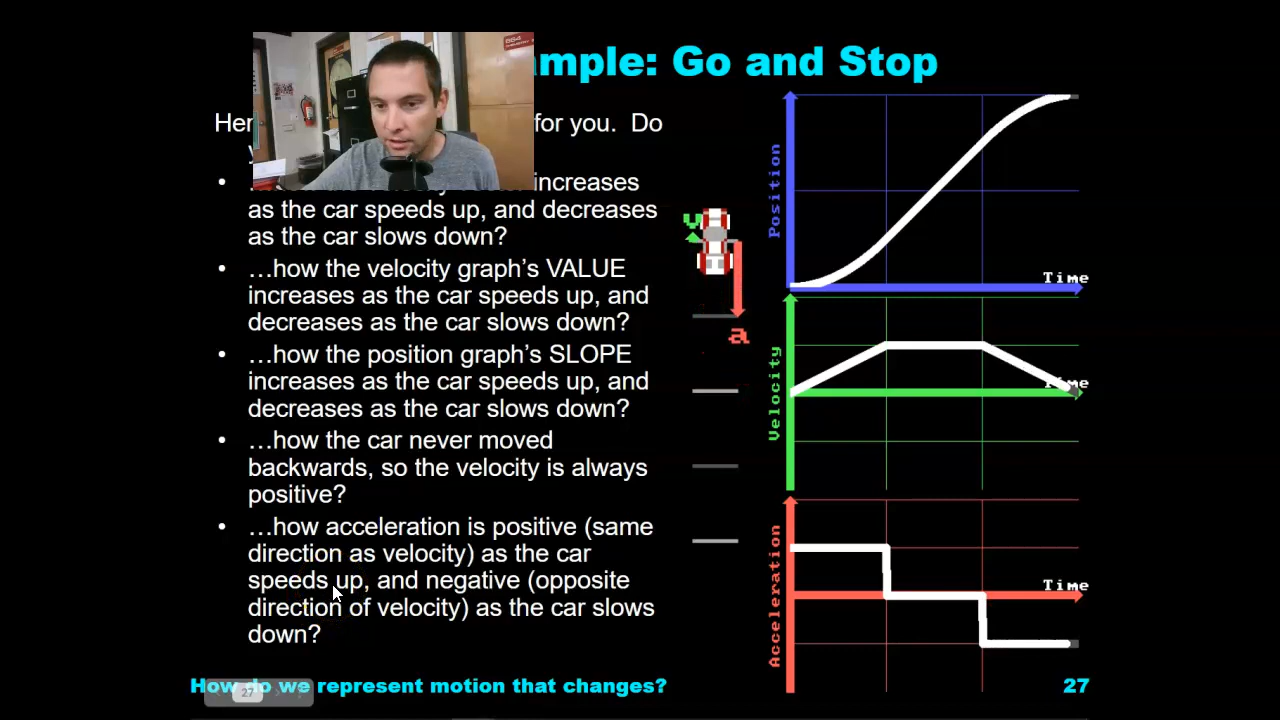 ample: Go and Stop
Her for you. Do
increases
as the car speeds up, and decreases
as the car slows down?
• …how the velocity graph’s VALUE
increases as the car speeds up, and
decreases as the car slows down?
• …how the position graph’s SLOPE
increases as the car speeds up, and
decreases as the car slows down?
• …how the car never moved
backwards, so the velocity is always
positive?
• …how acceleration is positive (same
direction as velocity) as the car
speeds up, and negative (opposite
direction of velocity) as the car slows
down?
v
a
Position
Time
Velocity
Time
Acceleration
Time
How do we represent motion that changes?
27
27